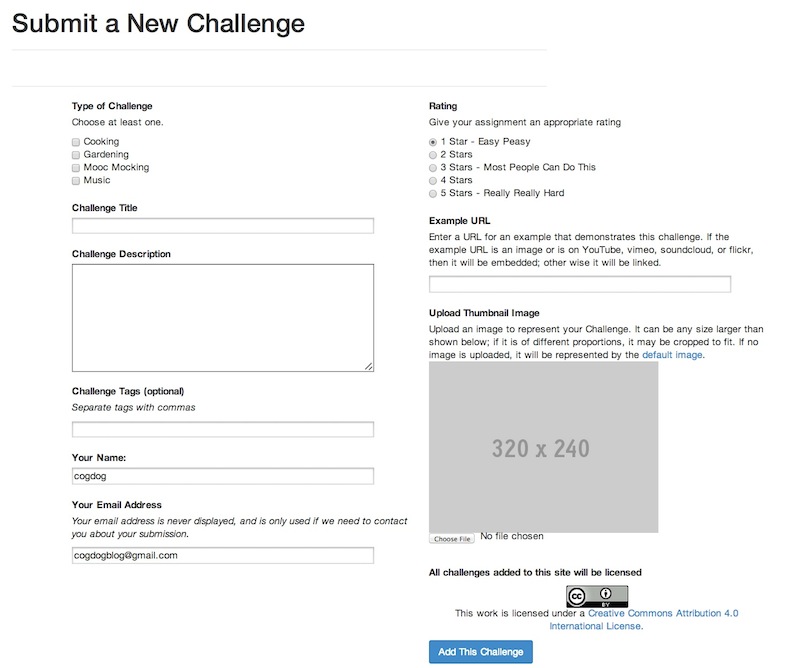 Submit a New Challenge
Type of Challenge
Choose at least one.
Cooking
Gardening
Mooc Mocking
Music
Challenge Title
Challenge Description
Challenge Tags (optional)
Separate tags with commas
Your Name:
cogdog
Your Email Address
Your email address is never displayed, and is only used if we need to contact
you about your submission.
cogdogblog@gmail.com
Rating
Give your assignment an appropriate rating
1 Star - Easy Peasy
2 Stars
3 Stars - Most People Can Do This
4 Stars
5 Stars - Really Really Hard
Example URL
Enter a URL for an example that demonstrates this challenge. If the
example URL is an image or is on YouTube, vimeo, soundcloud, or flickr,
then it will be embedded; other wise it will be linked.
Upload Thumbnail Image
Upload an image to represent your Challenge. It can be any size larger than
shown below; if it is of different proportions, it may be cropped to fit. If no
image is uploaded, it will be represented by the default image.
320 x 240
Choose File No file chosen
All challenges added to this site will be licensed
cc
BY
This work is licensed under a Creative Commons Attribution 4.0
International License.
Add This Challenge